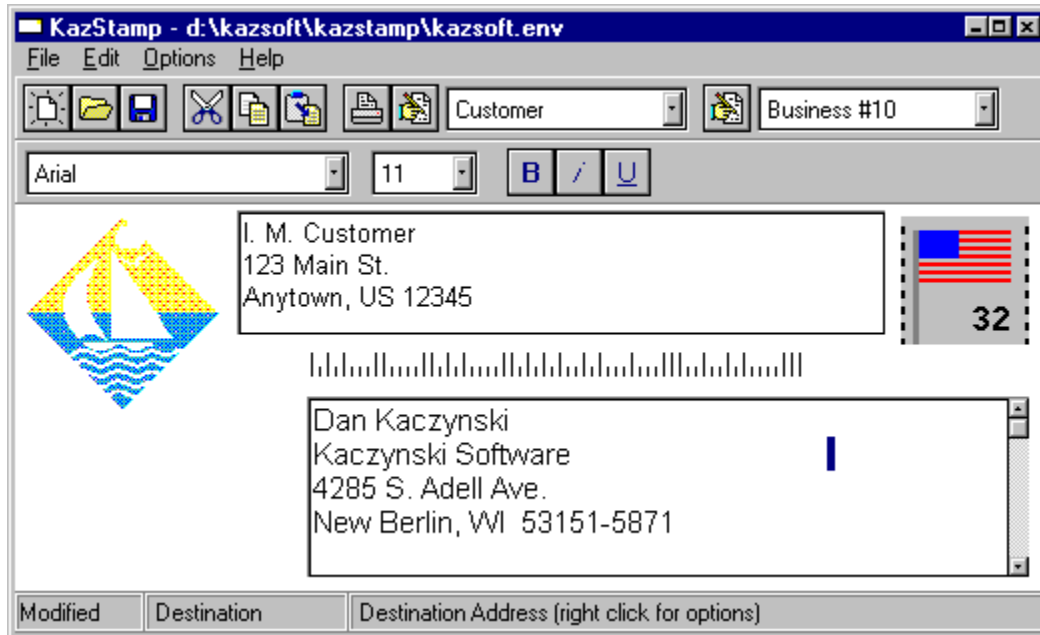 KazStamp - d:\kazsoft\kazstamp\kazsoft.env
File Edit Options Help
Customer Business #10
Arial 11 B i U
I. M. Customer
123 Main St.
Anytown, US 12345
32
Dan Kaczynski
Kaczynski Software
4285 S. Adell Ave.
New Berlin, WI  53151-5871
Modified Destination Destination Address (right click for options)